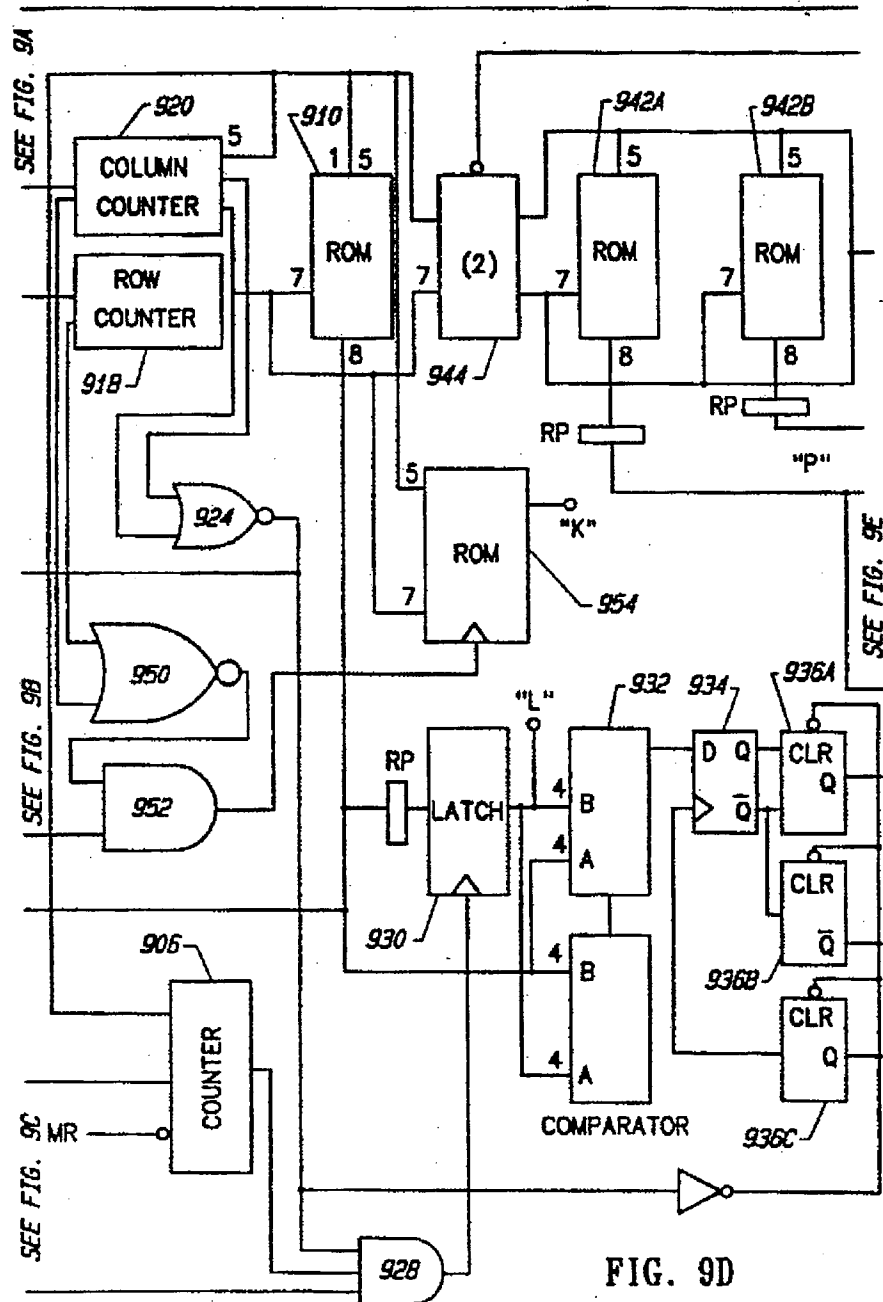 SEE FIG. 9A
920
COLUMN
COUNTER
5
ROW
COUNTER
918
910
1 5
ROM
7
8
7
(2)
944
942A
5
ROM
7
8
RP
942B
5
ROM
7
8
RP
"P"
924
5
ROM
7
"K"
954
SEE FIG. 9E
950
SEE FIG. 9B
952
RP
LATCH
930
"L"
932
4 B
4 A
4 B
4 A
COMPARATOR
934
D Q
Q̅
936A
CLR
Q
CLR
Q̅
936B
CLR
Q
936C
906
COUNTER
MR
SEE FIG. 9C
928
FIG. 9D